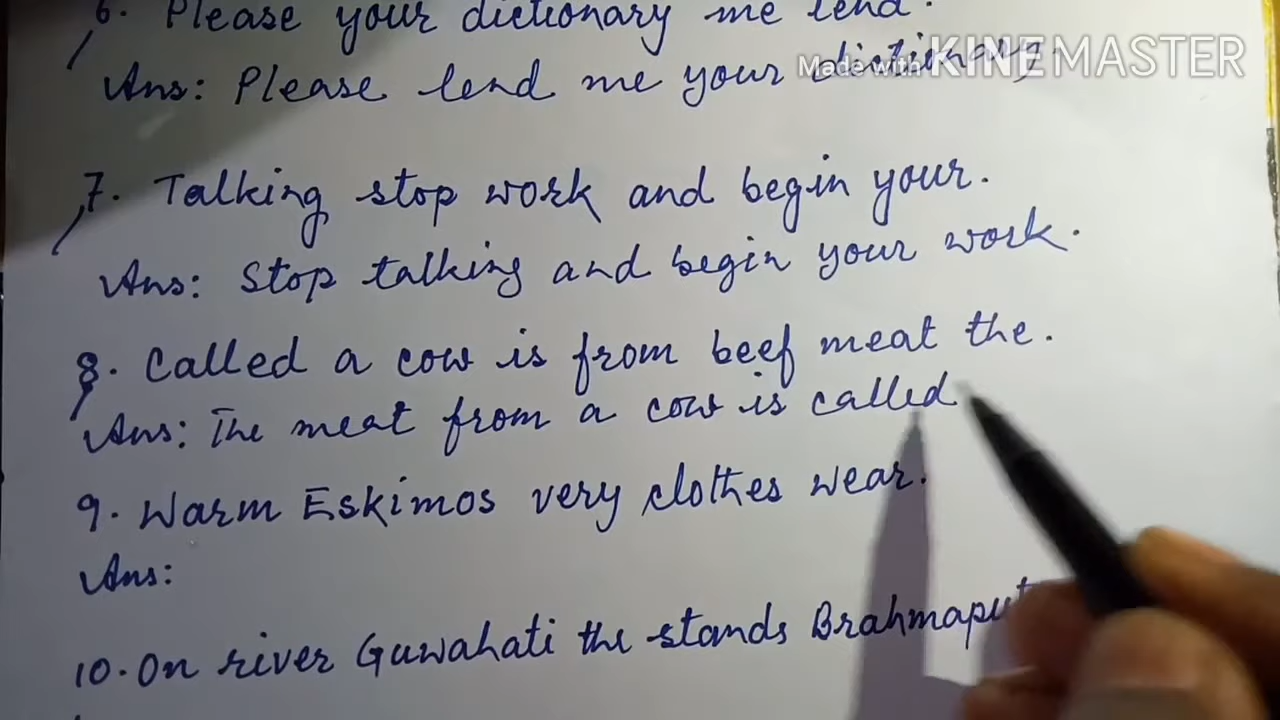 6. Please your dictionary me lend.
Made with KINEMASTER
Ans: Please lend me your dictionary.
7. Talking stop work and begin your.
Ans: Stop talking and begin your work.
8. Called a cow is from beef meat the.
Ans: The meat from a cow is called
9. Warm Eskimos very clothes wear.
Ans:
10. On river Guwahati the stands